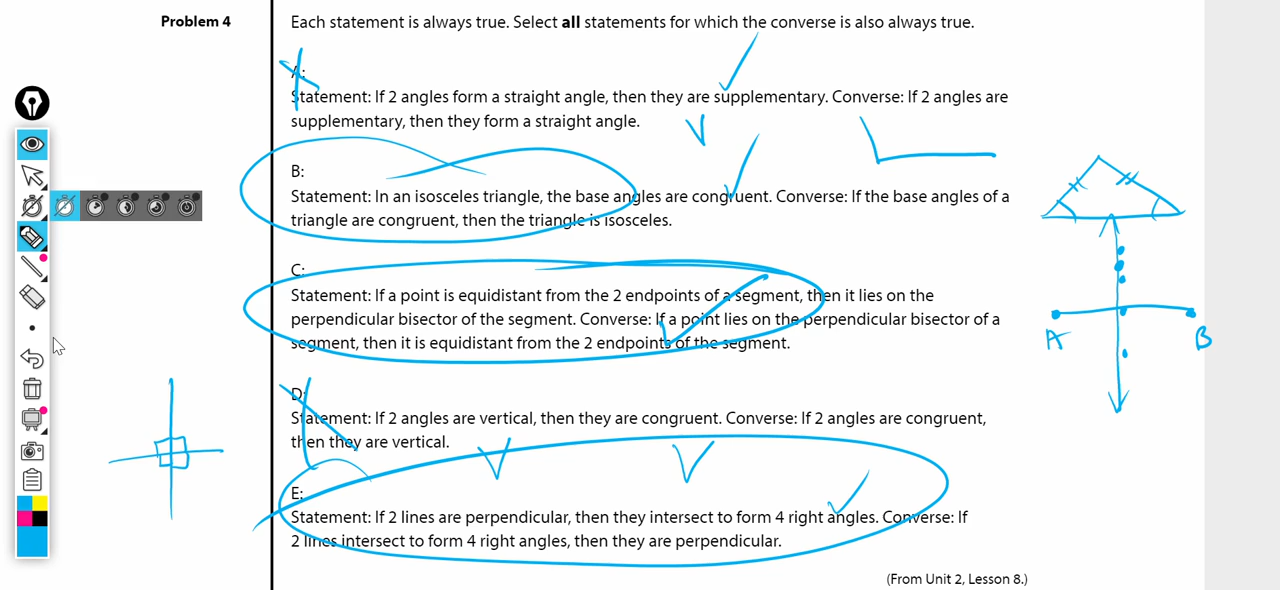 Problem 4
Each statement is always true. Select all statements for which the converse is also always true.
A:
Statement: If 2 angles form a straight angle, then they are supplementary. Converse: If 2 angles are
supplementary, then they form a straight angle.
B:
Statement: In an isosceles triangle, the base angles are congruent. Converse: If the base angles of a
triangle are congruent, then the triangle is isosceles.
C:
Statement: If a point is equidistant from the 2 endpoints of a segment, then it lies on the
perpendicular bisector of the segment. Converse: If a point lies on the perpendicular bisector of a
segment, then it is equidistant from the 2 endpoints of the segment.
A B
D:
Statement: If 2 angles are vertical, then they are congruent. Converse: If 2 angles are congruent,
then they are vertical.
E:
Statement: If 2 lines are perpendicular, then they intersect to form 4 right angles. Converse: If
2 lines intersect to form 4 right angles, then they are perpendicular.
(From Unit 2, Lesson 8.)